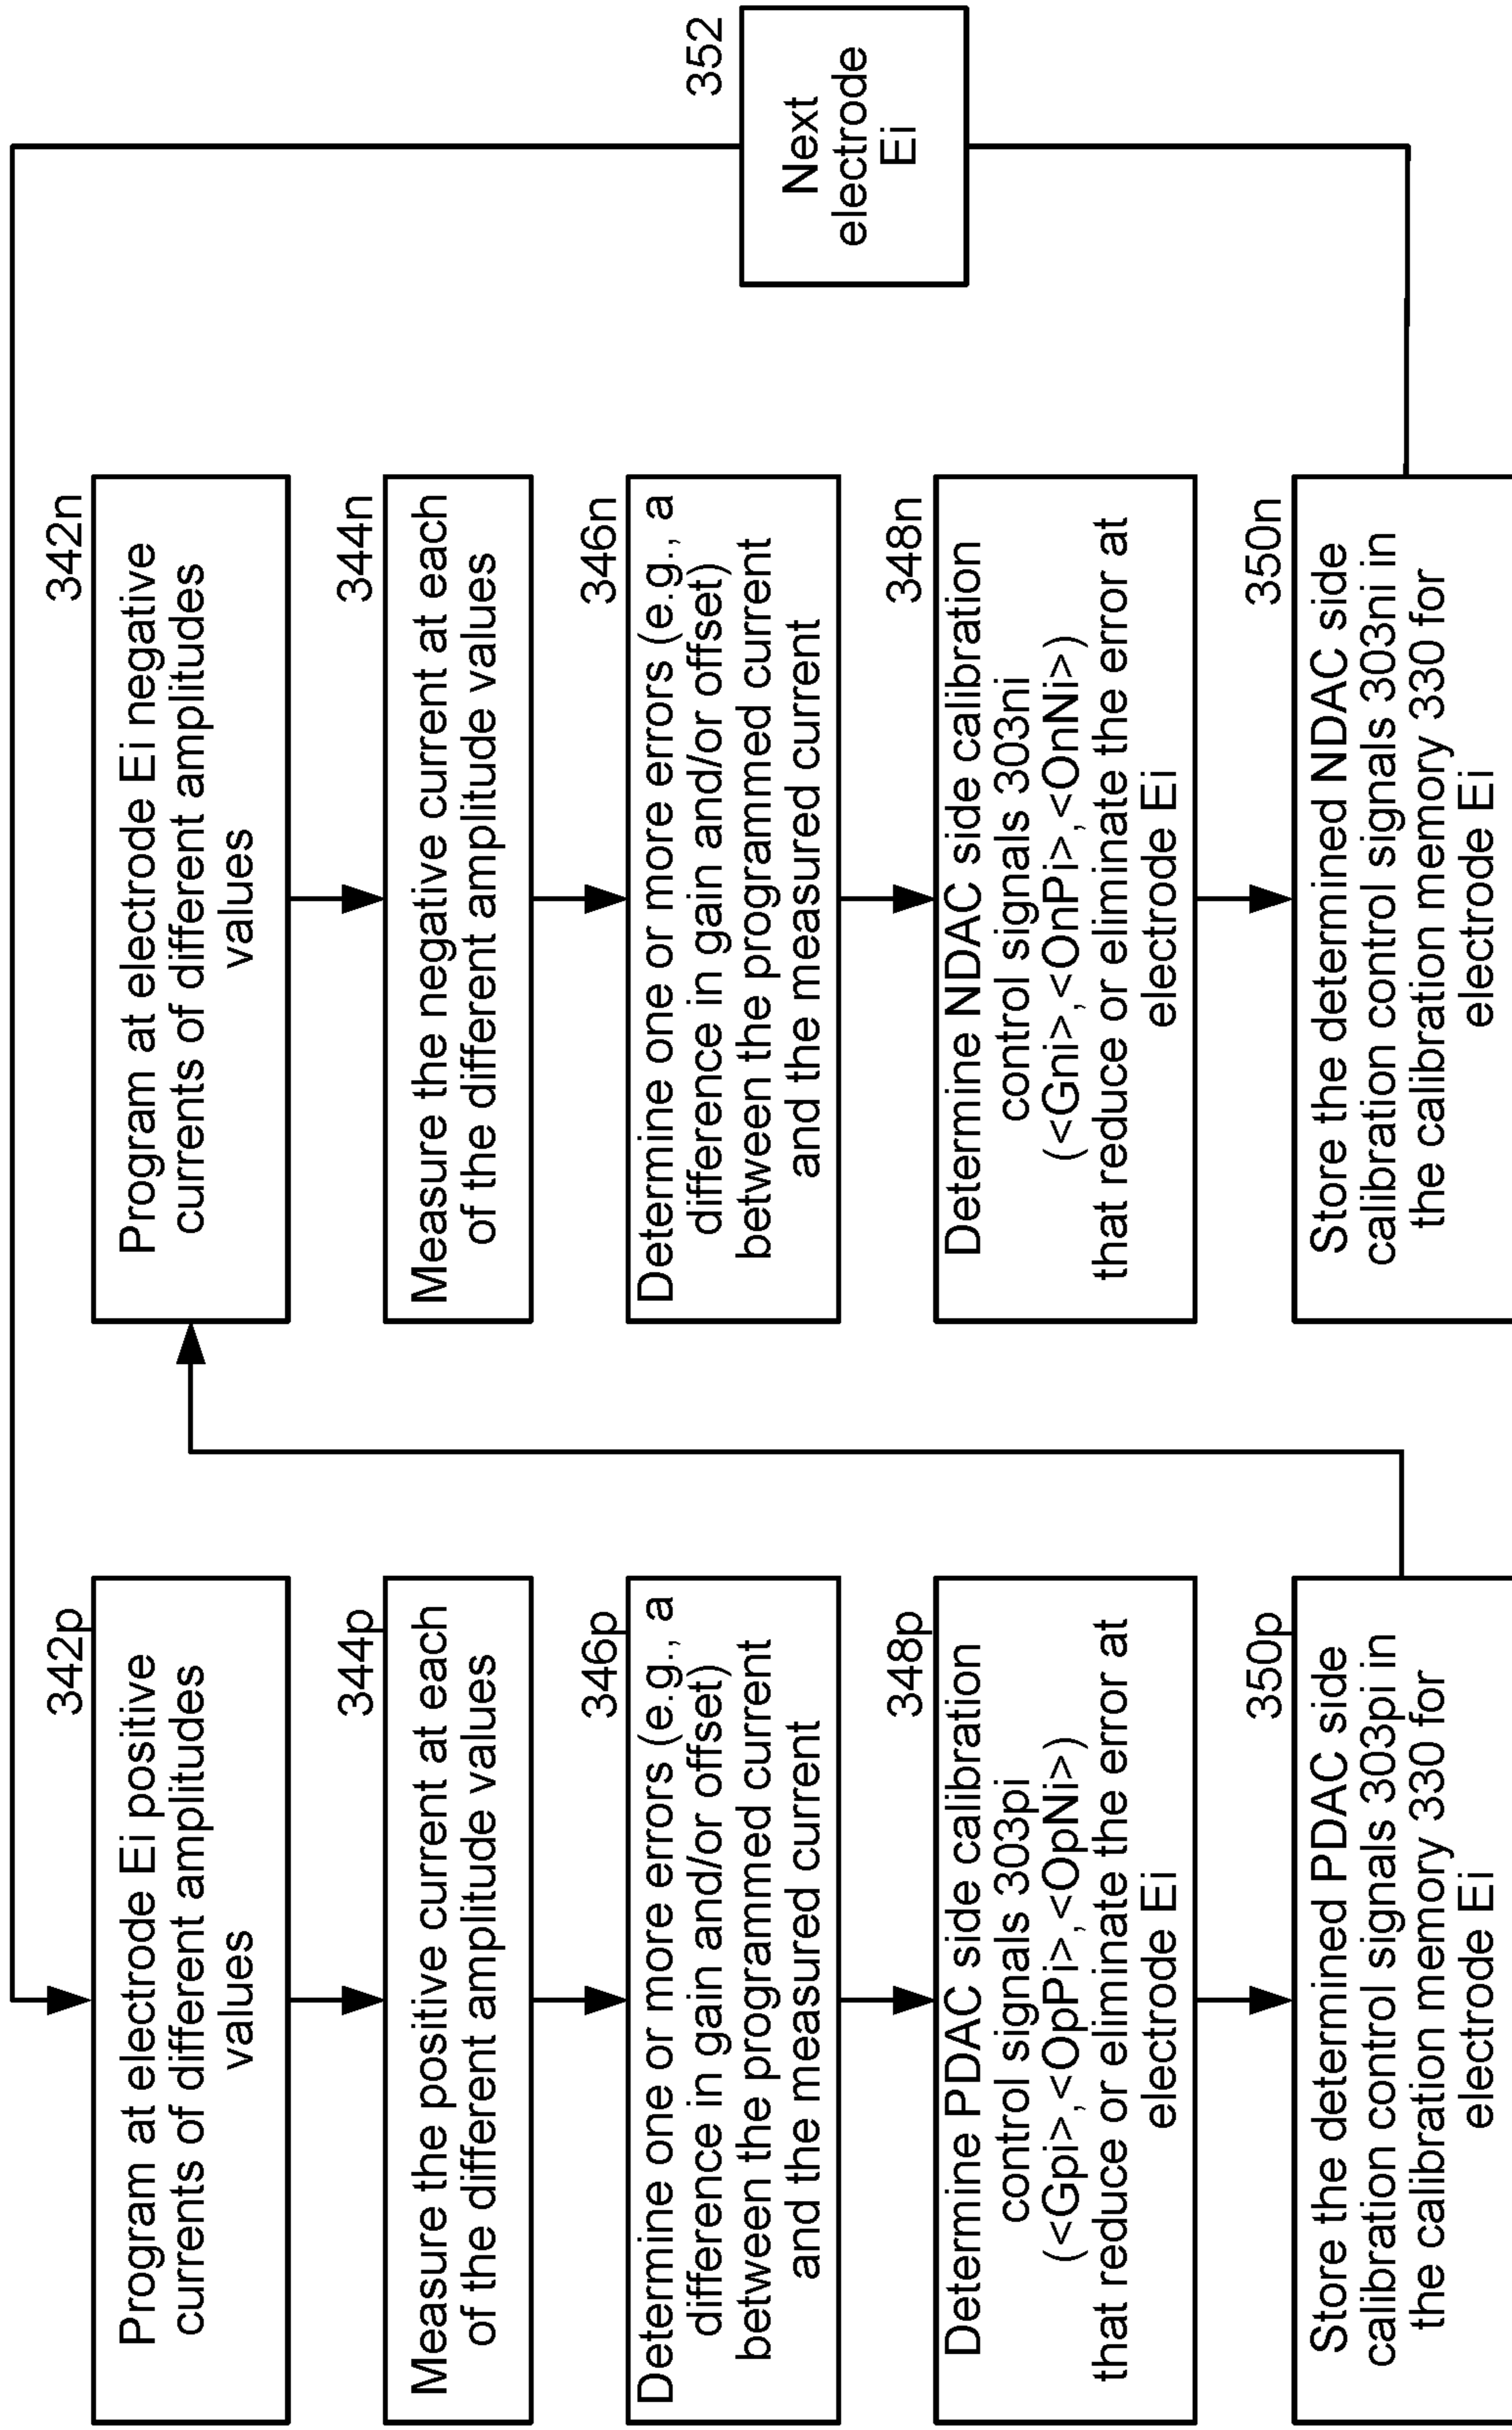 342p
Program at electrode Ei positive
currents of different amplitudes
values
344p
Measure the positive current at each
of the different amplitude values
346p
Determine one or more errors (e.g., a
difference in gain and/or offset)
between the programmed current
and the measured current
348p
Determine PDAC side calibration
control signals 303pi
(<Gpi>,<OpPi>,<OpNi>)
that reduce or eliminate the error at
electrode Ei
350p
Store the determined PDAC side
calibration control signals 303pi in
the calibration memory 330 for
electrode Ei
342n
Program at electrode Ei negative
currents of different amplitudes
values
344n
Measure the negative current at each
of the different amplitude values
346n
Determine one or more errors (e.g., a
difference in gain and/or offset)
between the programmed current
and the measured current
348n
Determine NDAC side calibration
control signals 303ni
(<Gni>,<OnPi>,<OnNi>)
that reduce or eliminate the error at
electrode Ei
350n
Store the determined NDAC side
calibration control signals 303ni in
the calibration memory 330 for
electrode Ei
352
Next
electrode
Ei